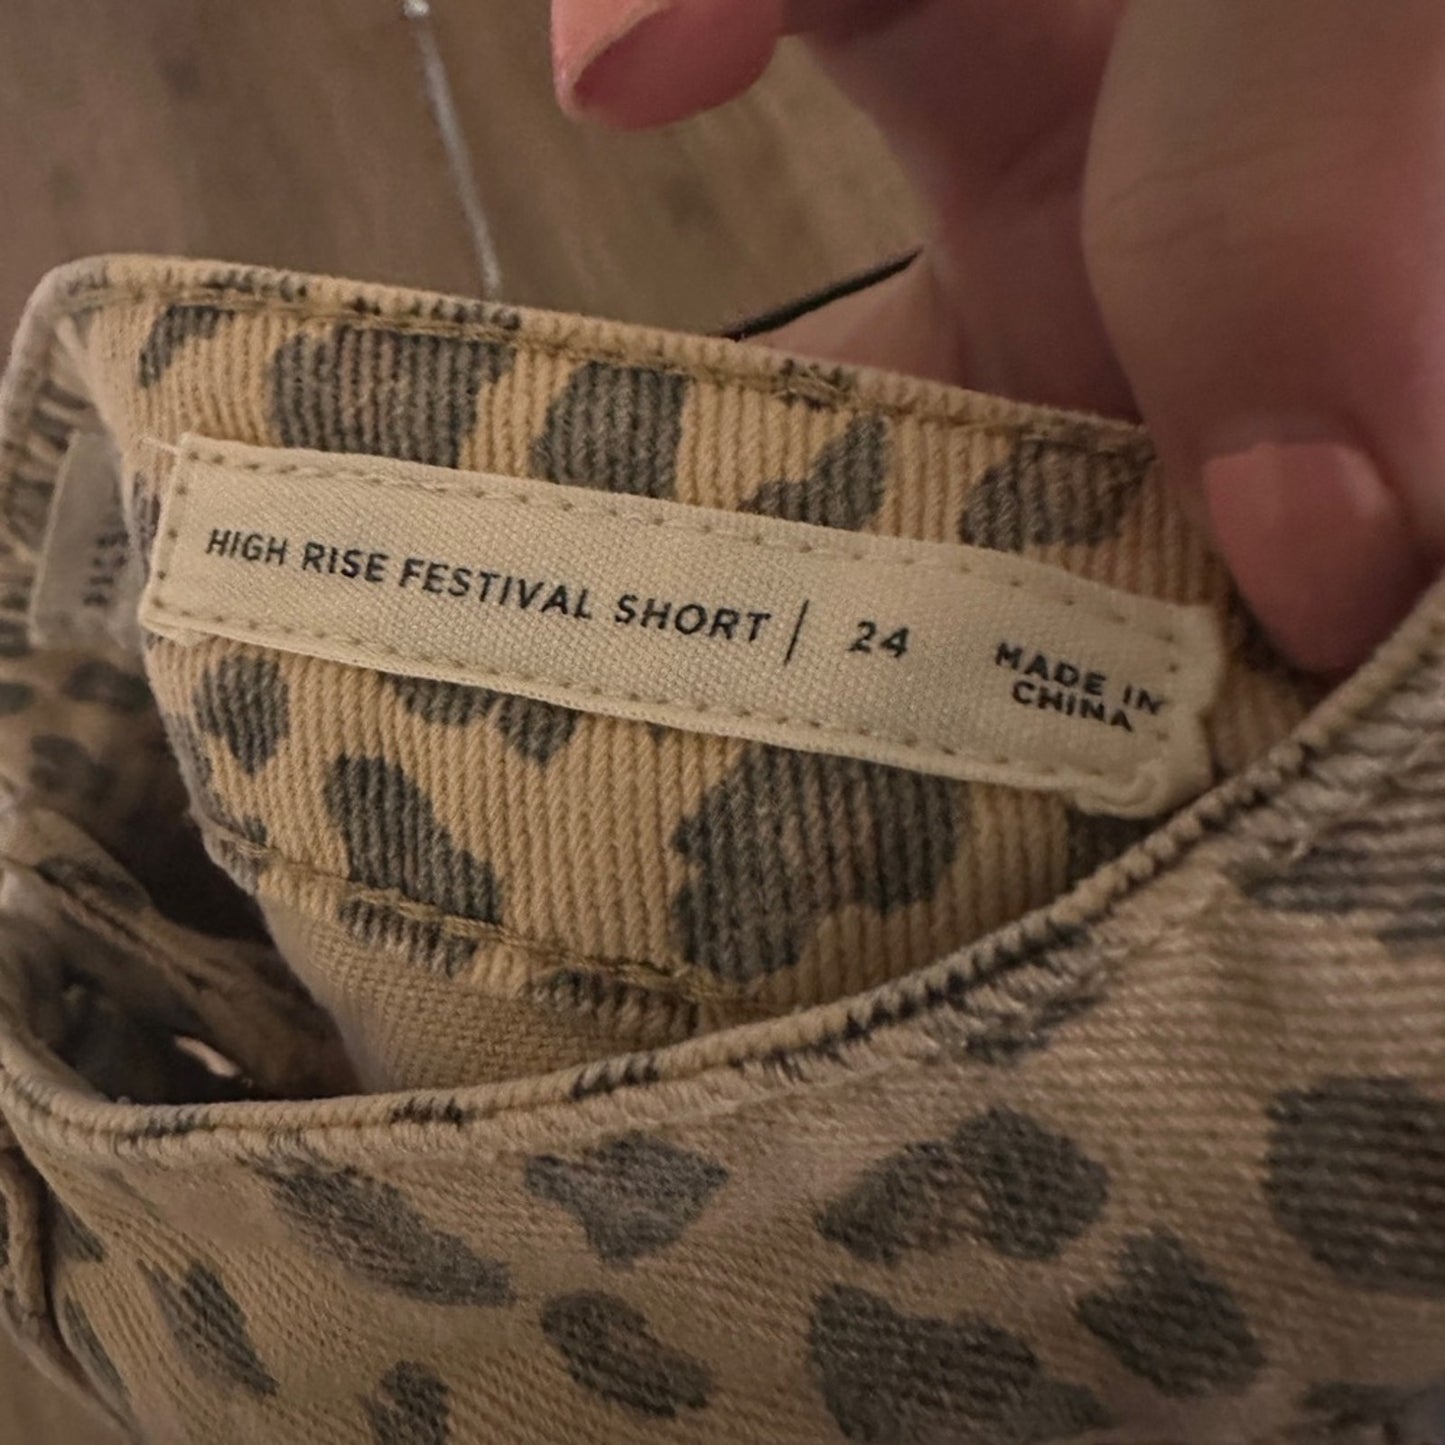 HIGH RISE FESTIVAL SHORT | 24
MADE IN
CHINA